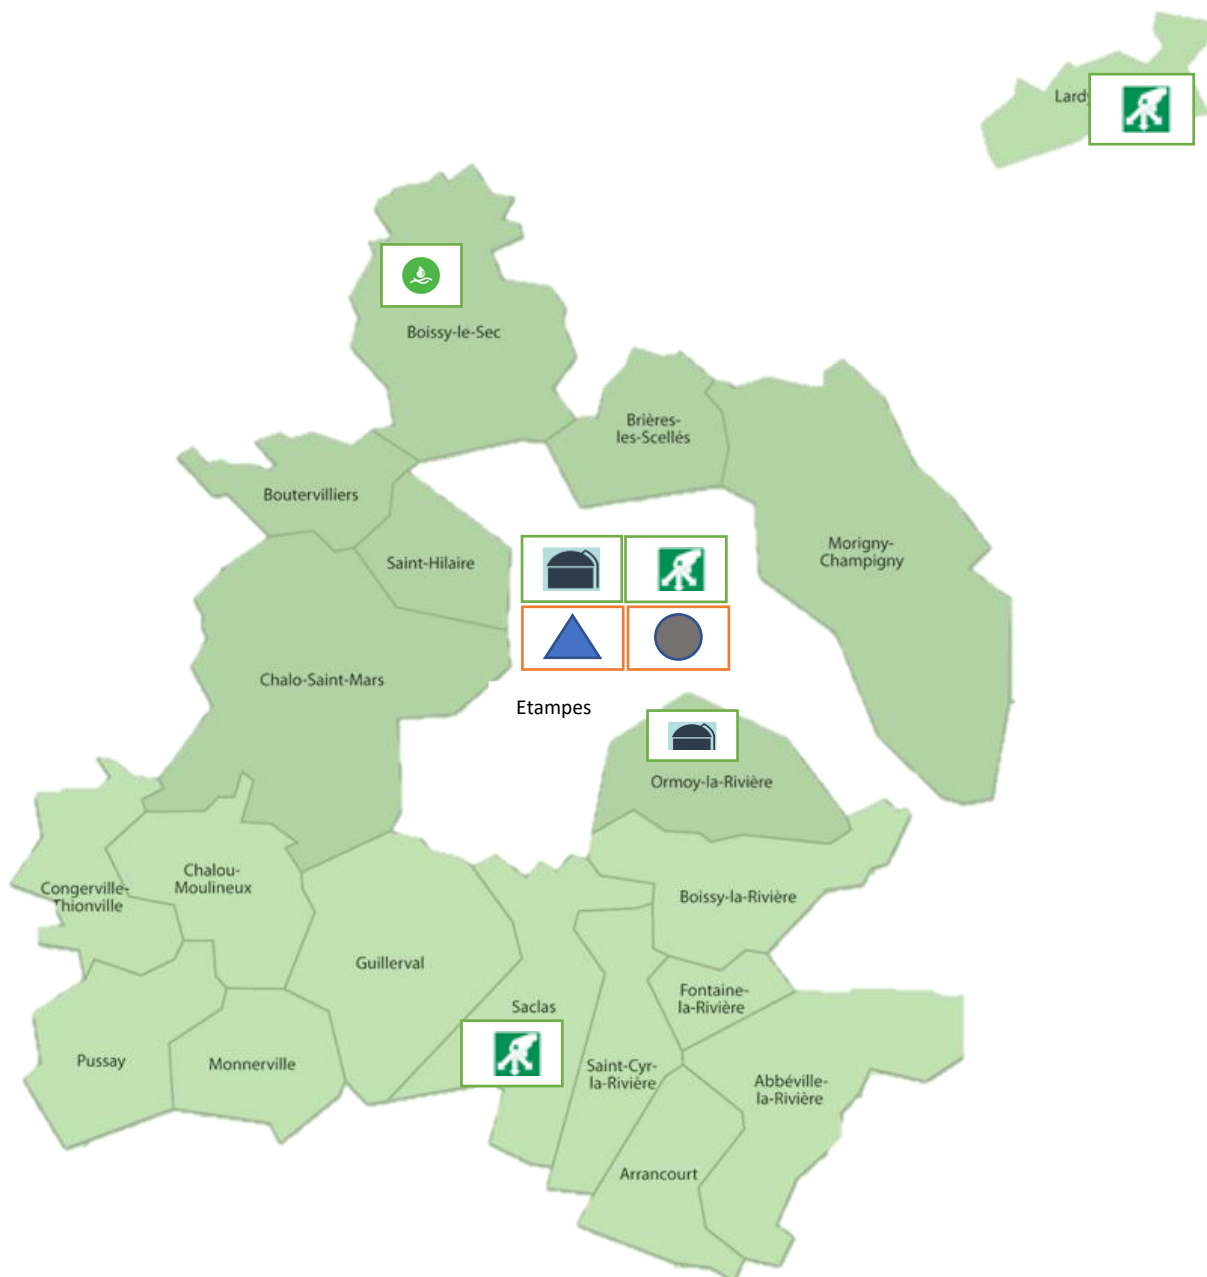 Lardy
Boissy-le-Sec
Brières-
les-Scellés
Boutervilliers
Morigny-
Champigny
Saint-Hilaire
Chalo-Saint-Mars
Etampes
Ormoy-la-Rivière
Chalou-
Moulineux
Congerville-
Thionville
Boissy-la-Rivière
Guillerval
Fontaine-
la-Rivière
Saclas
Pussay
Monnerville
Saint-Cyr-
la-Rivière
Abbéville-
la-Rivière
Arrancourt